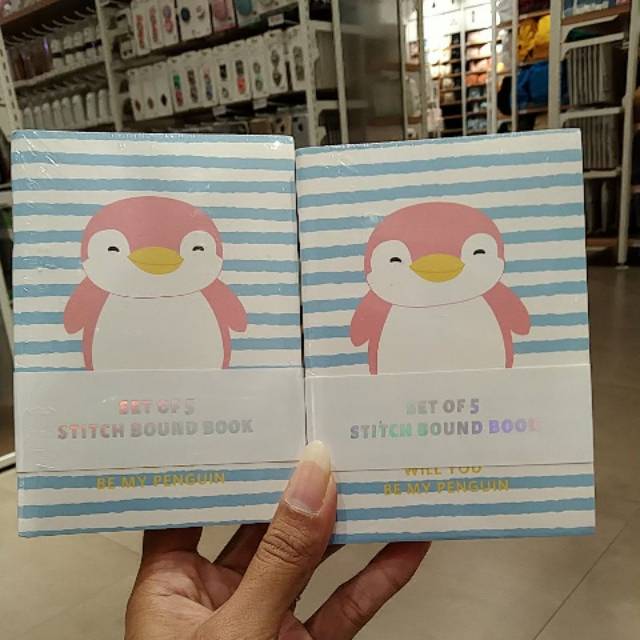 SET OF 5
STITCH BOUND BOOK
BE MY PENGUIN
SET OF 5
STITCH BOUND BOOK
WILL YOU
BE MY PENGUIN